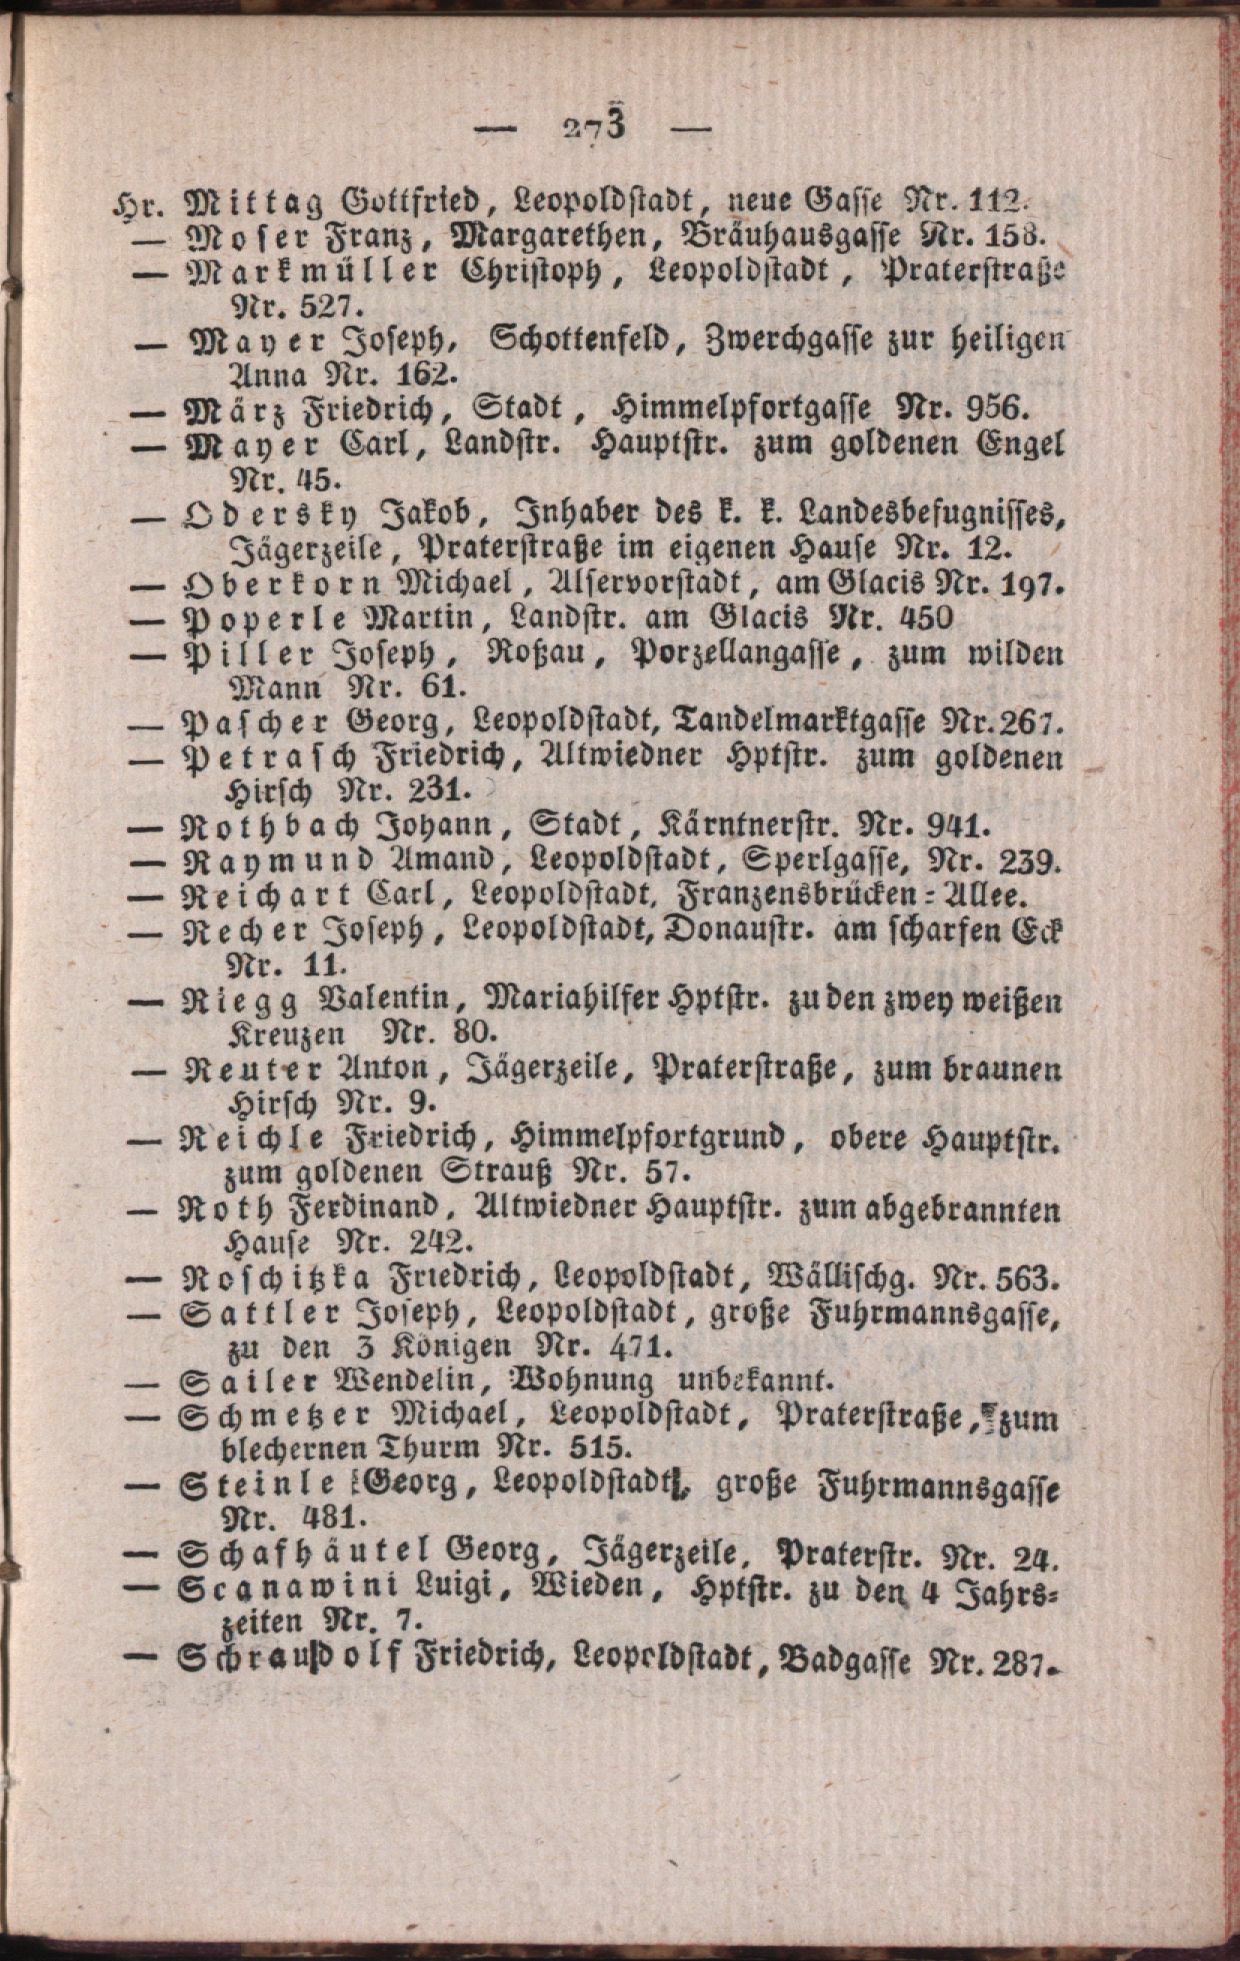 — 273 —
Hr. Mittag Gottfried, Leopoldstadt, neue Gasse Nr. 112.
— Moser Franz, Margarethen, Bräuhausgasse Nr. 158.
— Markmüller Christoph, Leopoldstadt, Praterstraße
Nr. 527.
— Mayer Joseph, Schottenfeld, Zwerchgasse zur heiligen
Anna Nr. 162.
— März Friedrich, Stadt, Himmelpfortgasse Nr. 956.
— Mayer Carl, Landstr. Hauptstr. zum goldenen Engel
Nr. 45.
— Odersky Jakob, Inhaber des k. k. Landesbefugnisses,
Jägerzeile, Praterstraße im eigenen Hause Nr. 12.
— Oberkorn Michael, Alservorstadt, am Glacis Nr. 197.
— Poperle Martin, Landstr. am Glacis Nr. 450
— Piller Joseph, Roßau, Porzellangasse, zum wilden
Mann Nr. 61.
— Pascher Georg, Leopoldstadt, Tandelmarktgasse Nr. 267.
— Petrasch Friedrich, Altwiedner Hptstr. zum goldenen
Hirsch Nr. 231.
— Rothbach Johann, Stadt, Kärntnerstr. Nr. 941.
— Raymund Amand, Leopoldstadt, Sperlgasse, Nr. 239.
— Reichart Carl, Leopoldstadt, Franzensbrücken=Allee.
— Recher Joseph, Leopoldstadt, Donaustr. am scharfen Eck
Nr. 11.
— Riegg Valentin, Mariahilfer Hptstr. zu den zwey weißen
Kreuzen Nr. 80.
— Reuter Anton, Jägerzeile, Praterstraße, zum braunen
Hirsch Nr. 9.
— Reichle Friedrich, Himmelpfortgrund, obere Hauptstr.
zum goldenen Strauß Nr. 57.
— Roth Ferdinand, Altwiedner Hauptstr. zum abgebrannten
Hause Nr. 242.
— Roschitzka Friedrich, Leopoldstadt, Wällischg. Nr. 563.
— Sattler Joseph, Leopoldstadt, große Fuhrmannsgasse,
zu den 3 Königen Nr. 471.
— Sailer Wendelin, Wohnung unbekannt.
— Schmetzer Michael, Leopoldstadt, Praterstraße, zum
blechernen Thurm Nr. 515.
— Steinle Georg, Leopoldstadt, große Fuhrmannsgasse
Nr. 481.
— Schafhäutel Georg, Jägerzeile, Praterstr. Nr. 24.
— Scanawini Luigi, Wieden, Hptstr. zu den 4 Jahrs=
zeiten Nr. 7.
— Schraudolf Friedrich, Leopoldstadt, Badgasse Nr. 287.